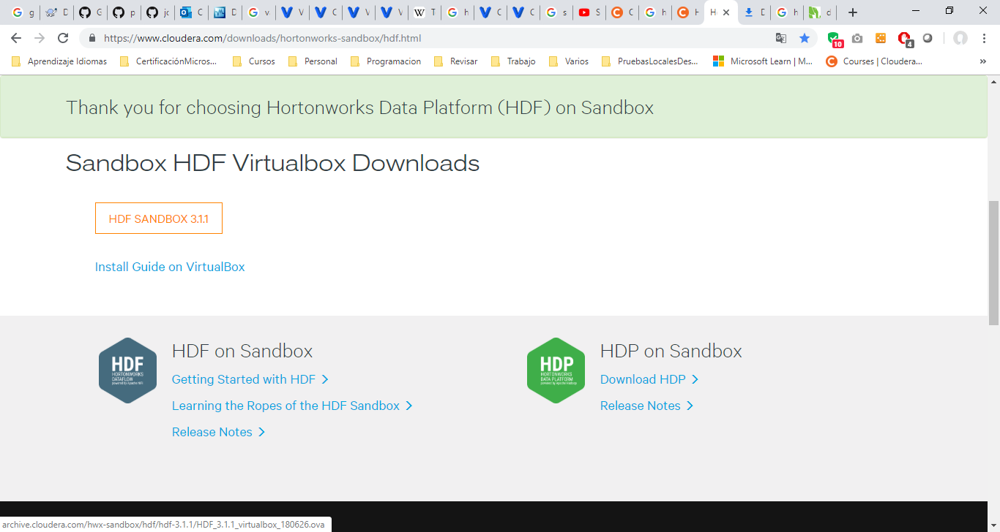 g
D
G
p
jc
C
D
v
V
C
V
V
T
h
C
C
s
S
C
h
H
H
D
h
d
https://www.cloudera.com/downloads/hortonworks-sandbox/hdf.html
10
4
Aprendizaje Idiomas
CertificaciónMicros...
Cursos
Personal
Programacion
Revisar
Trabajo
Varios
PruebasLocalesDes...
Microsoft Learn | M...
Courses | Cloudera...
»
Thank you for choosing Hortonworks Data Platform (HDF) on Sandbox
Sandbox HDF Virtualbox Downloads
HDF SANDBOX 3.1.1
Install Guide on VirtualBox
HDF
HORTONWORKS
DATAFLOW
powered by Apache NiFi
HDF on Sandbox
Getting Started with HDF
Learning the Ropes of the HDF Sandbox
Release Notes
HDP
HORTONWORKS
DATA PLATFORM
powered by Apache Hadoop
HDP on Sandbox
Download HDP
Release Notes
archive.cloudera.com/hwx-sandbox/hdf/hdf-3.1.1/HDF_3.1.1_virtualbox_180626.ova